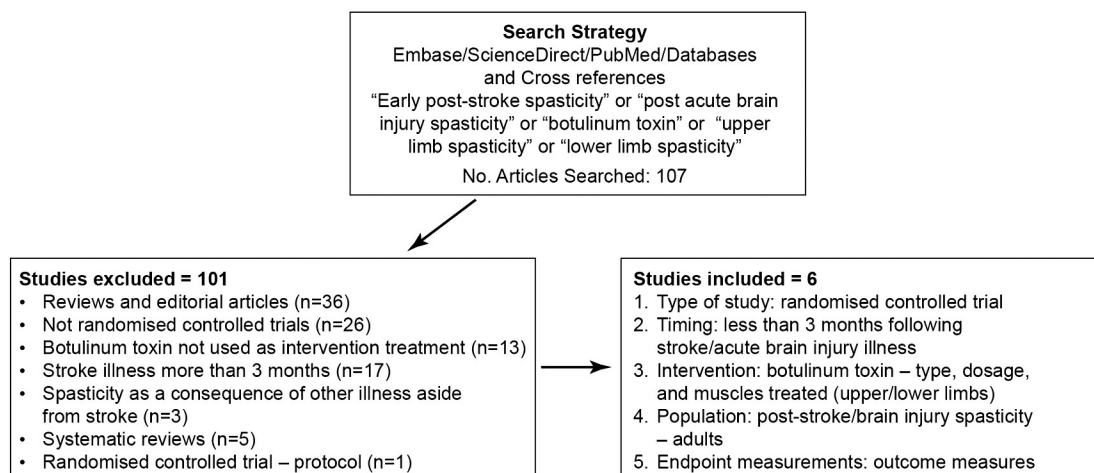 Search Strategy
Embase/ScienceDirect/PubMed/Databases
and Cross references
“Early post-stroke spasticity” or “post acute brain
injury spasticity” or “botulinum toxin” or “upper
limb spasticity” or “lower limb spasticity”
No. Articles Searched: 107
Studies excluded = 101
• Reviews and editorial articles (n=36)
• Not randomised controlled trials (n=26)
• Botulinum toxin not used as intervention treatment (n=13)
• Stroke illness more than 3 months (n=17)
• Spasticity as a consequence of other illness aside
from stroke (n=3)
• Systematic reviews (n=5)
• Randomised controlled trial – protocol (n=1)
Studies included = 6
1. Type of study: randomised controlled trial
2. Timing: less than 3 months following
stroke/acute brain injury illness
3. Intervention: botulinum toxin – type, dosage,
and muscles treated (upper/lower limbs)
4. Population: post-stroke/brain injury spasticity
– adults
5. Endpoint measurements: outcome measures